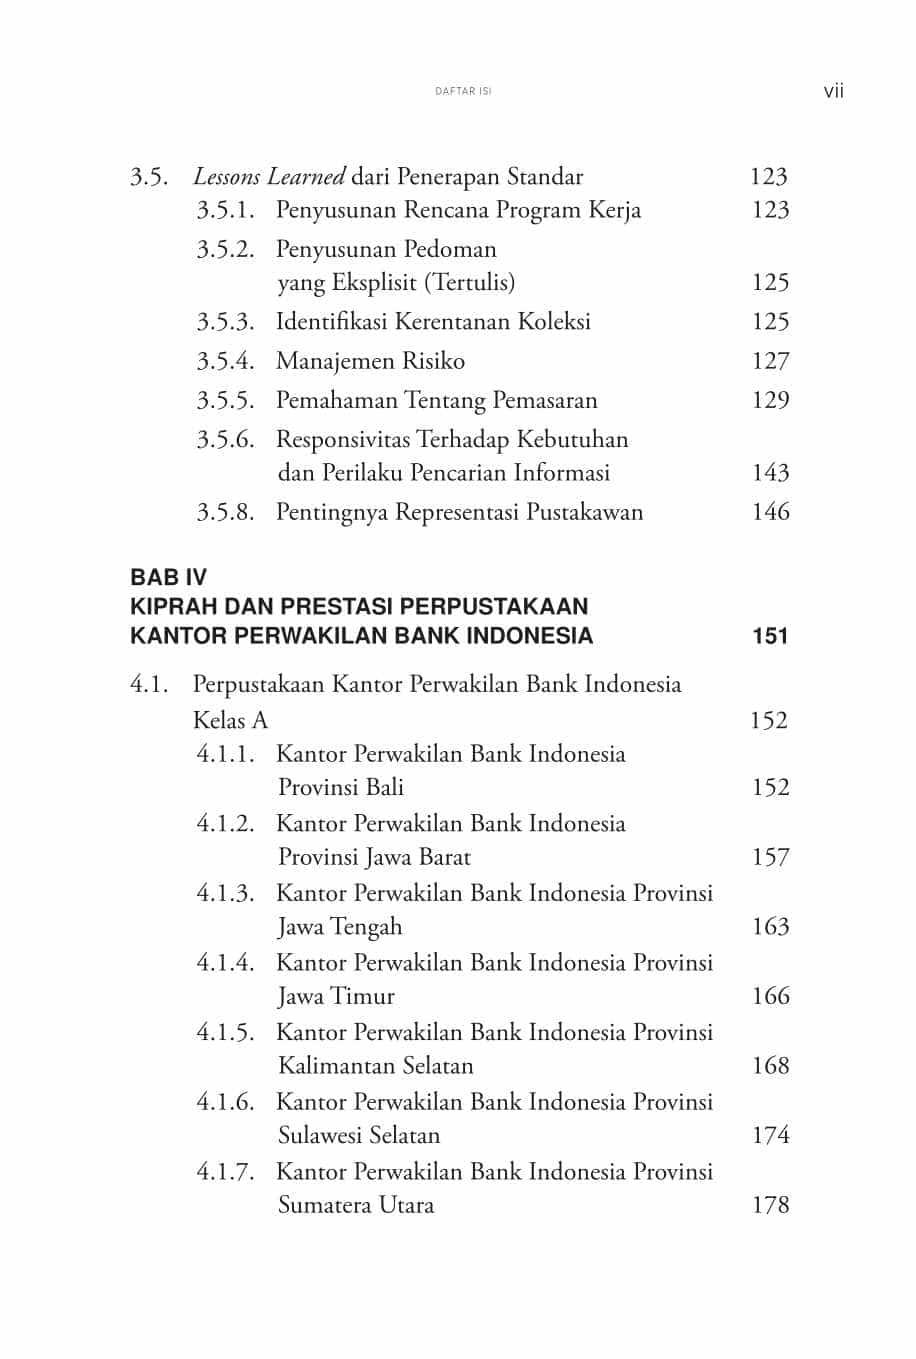 DAFTAR ISI vii
3.5. Lessons Learned dari Penerapan Standar 123
3.5.1. Penyusunan Rencana Program Kerja 123
3.5.2. Penyusunan Pedoman
yang Eksplisit (Tertulis) 125
3.5.3. Identifikasi Kerentanan Koleksi 125
3.5.4. Manajemen Risiko 127
3.5.5. Pemahaman Tentang Pemasaran 129
3.5.6. Responsivitas Terhadap Kebutuhan
dan Perilaku Pencarian Informasi 143
3.5.8. Pentingnya Representasi Pustakawan 146
BAB IV
KIPRAH DAN PRESTASI PERPUSTAKAAN
KANTOR PERWAKILAN BANK INDONESIA 151
4.1. Perpustakaan Kantor Perwakilan Bank Indonesia
Kelas A 152
4.1.1. Kantor Perwakilan Bank Indonesia
Provinsi Bali 152
4.1.2. Kantor Perwakilan Bank Indonesia
Provinsi Jawa Barat 157
4.1.3. Kantor Perwakilan Bank Indonesia Provinsi
Jawa Tengah 163
4.1.4. Kantor Perwakilan Bank Indonesia Provinsi
Jawa Timur 166
4.1.5. Kantor Perwakilan Bank Indonesia Provinsi
Kalimantan Selatan 168
4.1.6. Kantor Perwakilan Bank Indonesia Provinsi
Sulawesi Selatan 174
4.1.7. Kantor Perwakilan Bank Indonesia Provinsi
Sumatera Utara 178